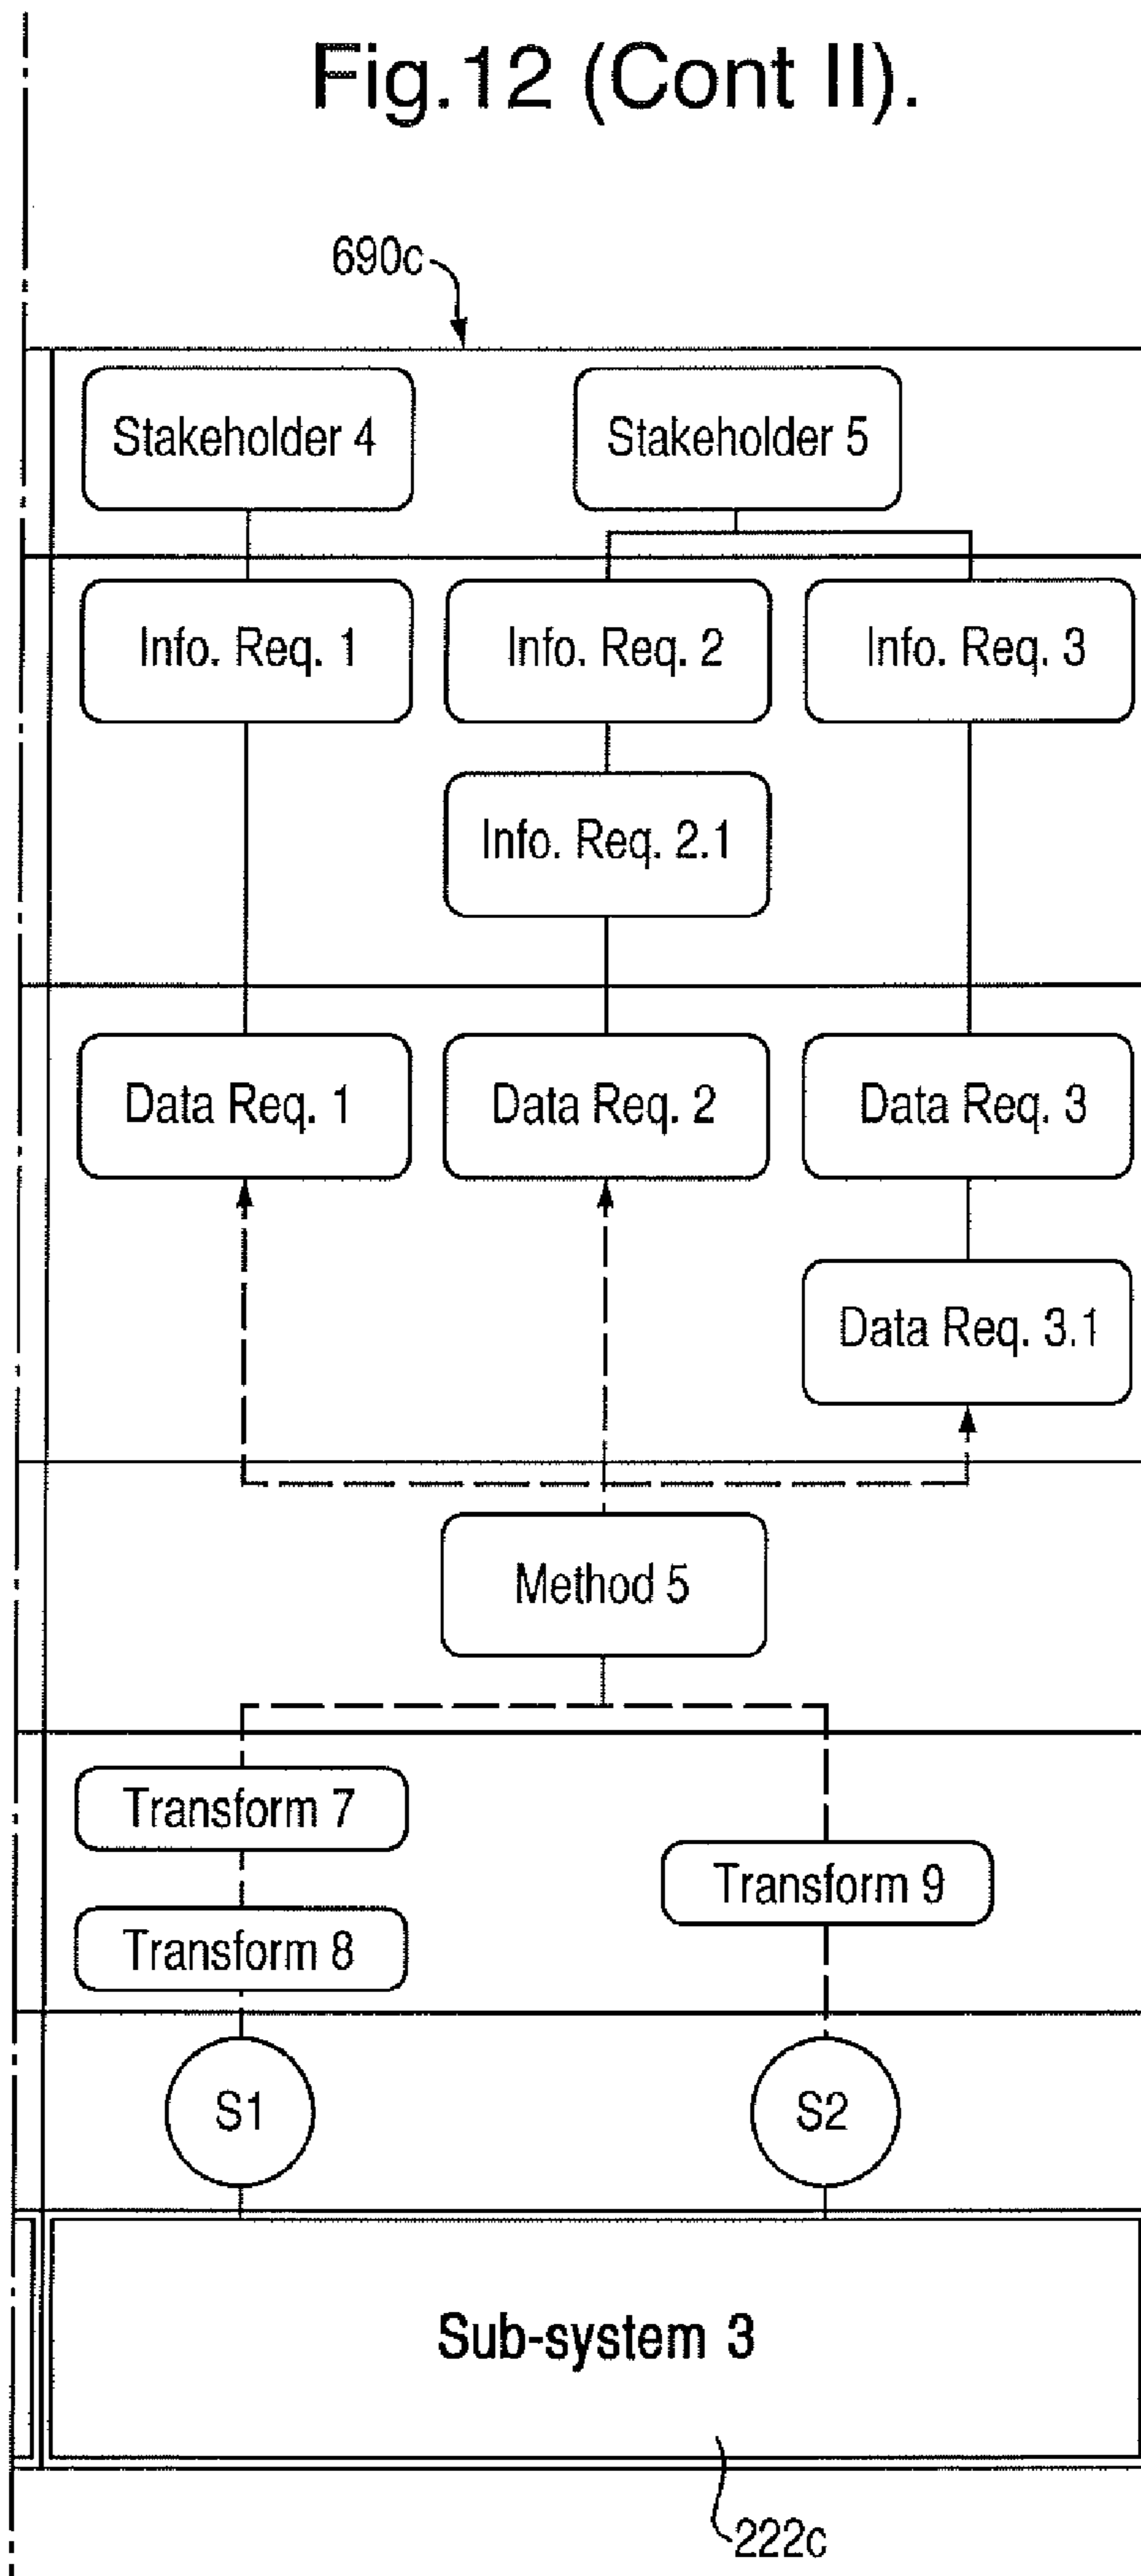 Fig.12 (Cont II).
690c
Stakeholder 4
Stakeholder 5
Info. Req. 1
Info. Req. 2
Info. Req. 3
Info. Req. 2.1
Data Req. 1
Data Req. 2
Data Req. 3
Data Req. 3.1
Method 5
Transform 7
Transform 9
Transform 8
S1
S2
Sub-system 3
222c